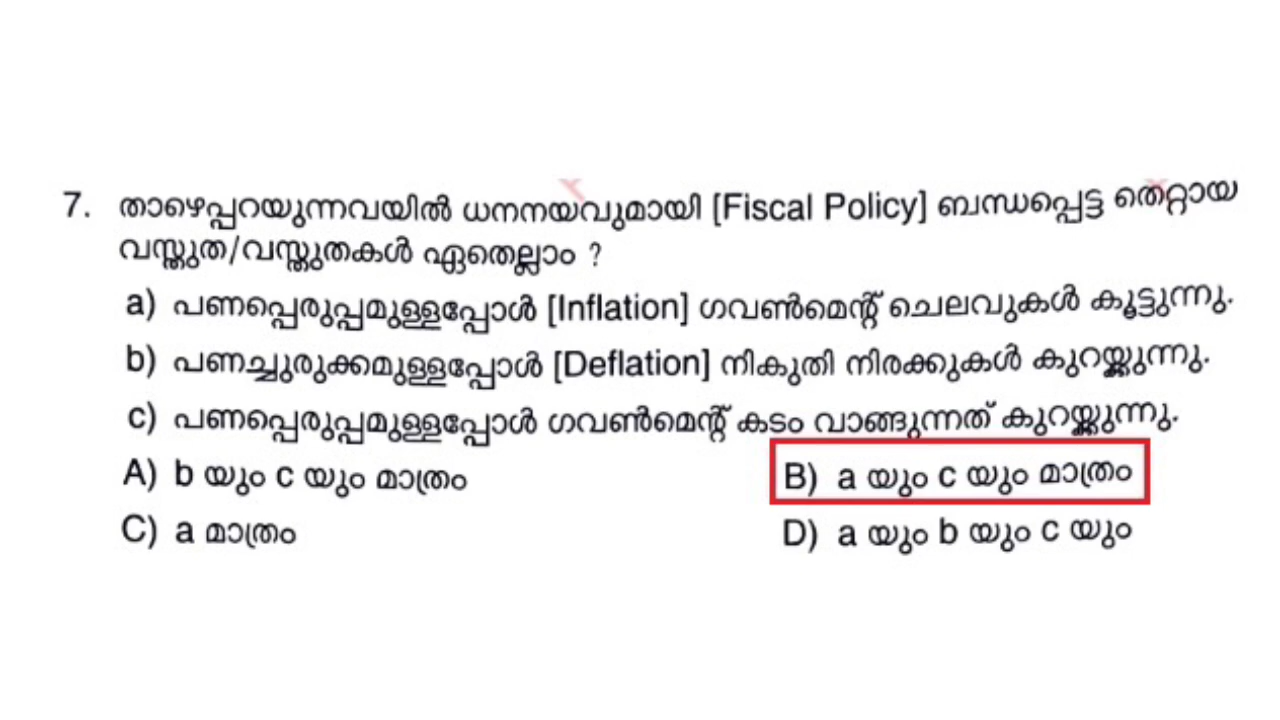 7. താഴെപ്പറയുന്നവയിൽ ധനനയവുമായി [Fiscal Policy] ബന്ധപ്പെട്ട തെറ്റായ
വസ്തുത/വസ്തുതകൾ ഏതെല്ലാം ?
a) പണപ്പെരുപ്പമുള്ളപ്പോൾ [Inflation] ഗവൺമെന്റ് ചെലവുകൾ കൂട്ടുന്നു.
b) പണച്ചുരുക്കമുള്ളപ്പോൾ [Deflation] നികുതി നിരക്കുകൾ കുറയ്ക്കുന്നു.
c) പണപ്പെരുപ്പമുള്ളപ്പോൾ ഗവൺമെന്റ് കടം വാങ്ങുന്നത് കുറയ്ക്കുന്നു.
A) b യും c യും മാത്രം B) a യും c യും മാത്രം
C) a മാത്രം D) a യും b യും c യും